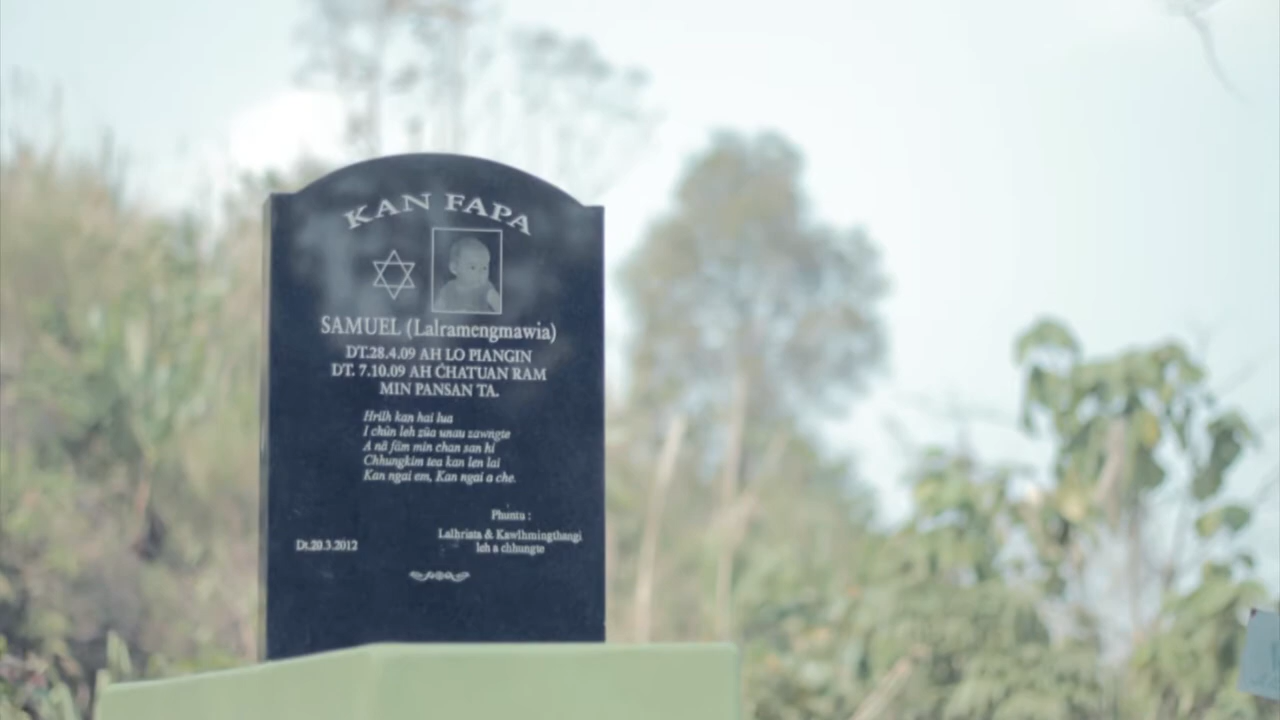 KAN FAPA
SAMUEL (Lalramengmawia)
DT.28.4.09 AH LO PIANGIN
DT. 7.10.09 AH CHATUAN RAM
MIN PANSAN TA.
Hrilh kan hai lua
I chûn leh zûa unau zawngte
A nâ fâm min chan san hi
Chhungkim tea kan len lai
Kan ngai em, Kan ngai a che.
Phuntu :
Lalhriata & Kawlhmingthangi
leh a chhungte
Dt.20.3.2012